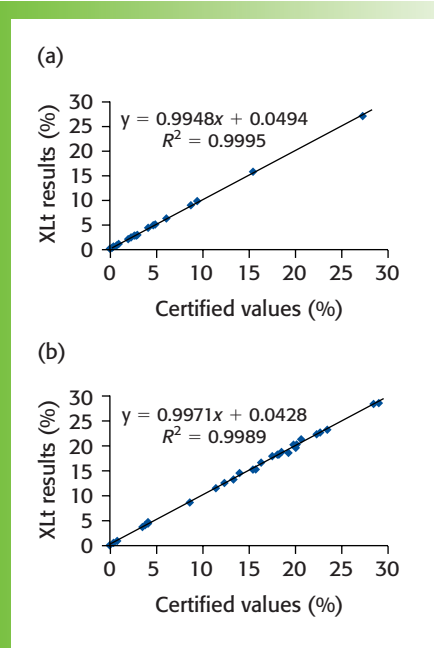 (a)
y = 0.9948x + 0.0494
R² = 0.9995
XLt results (%)
30
25
20
15
10
5
0
0 5 10 15 20 25 30
Certified values (%)
(b)
y = 0.9971x + 0.0428
R² = 0.9989
XLt results (%)
30
25
20
15
10
5
0
0 5 10 15 20 25 30
Certified values (%)